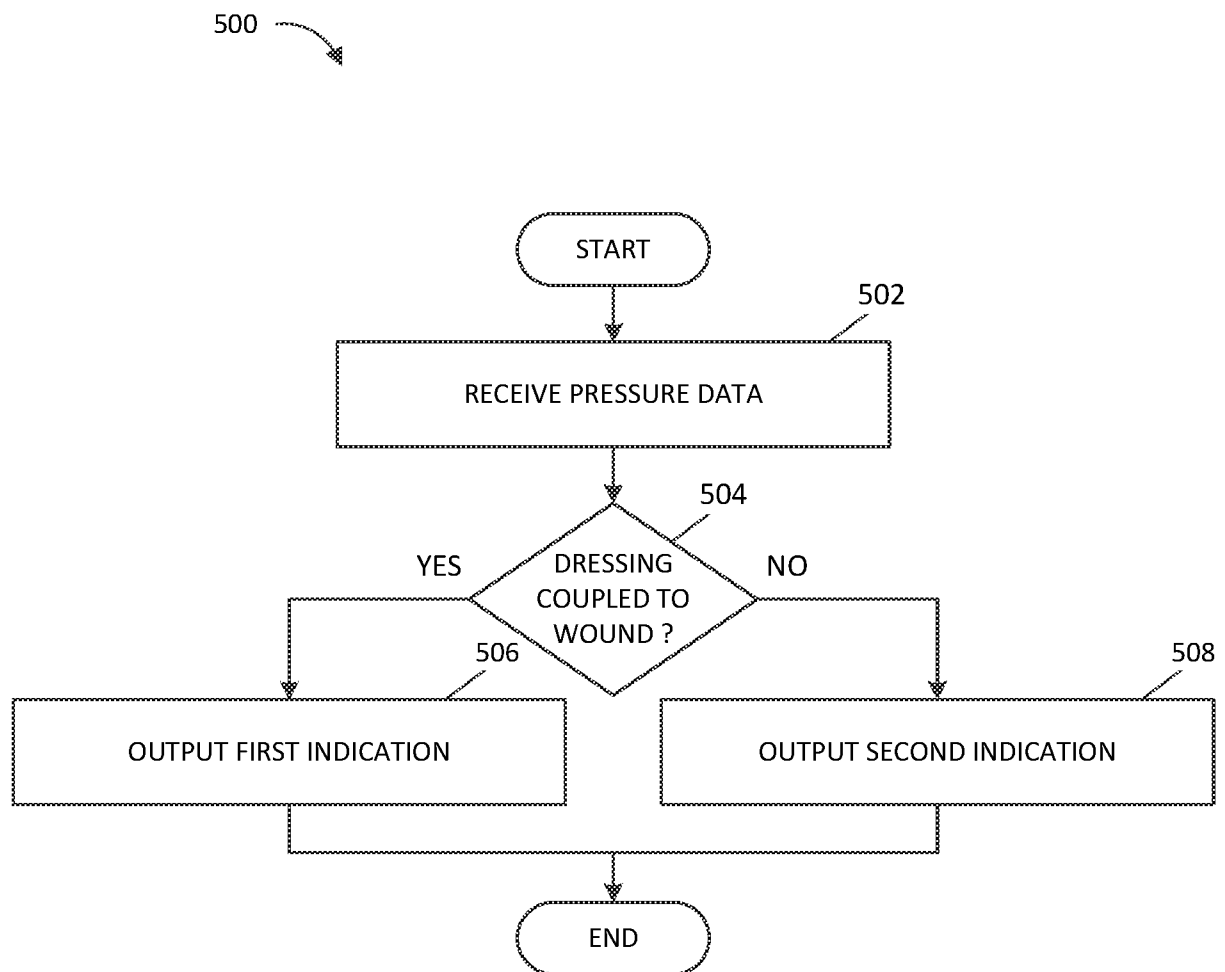 500
START
502
RECEIVE PRESSURE DATA
504
YES
DRESSING
COUPLED TO
WOUND ?
NO
506
508
OUTPUT FIRST INDICATION
OUTPUT SECOND INDICATION
END